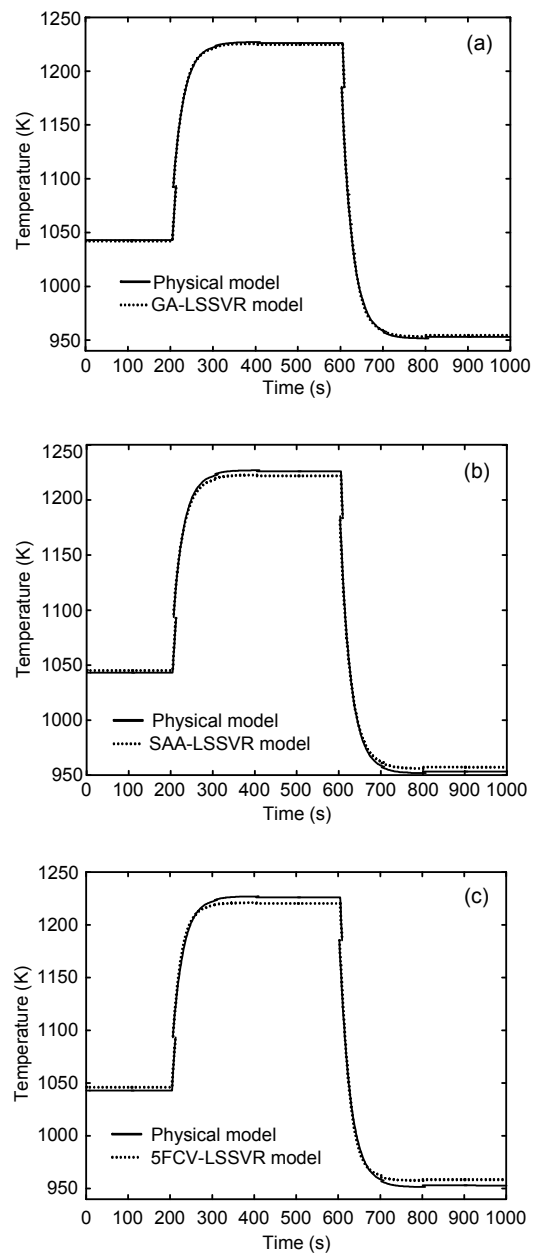 (a)
Temperature (K)
1250
1200
1150
1100
1050
1000
950
Physical model
GA-LSSVR model
0 100 200 300 400 500 600 700 800 900 1000
Time (s)
(b)
Temperature (K)
1250
1200
1150
1100
1050
1000
950
Physical model
SAA-LSSVR model
0 100 200 300 400 500 600 700 800 900 1000
Time (s)
(c)
Temperature (K)
1250
1200
1150
1100
1050
1000
950
Physical model
5FCV-LSSVR model
0 100 200 300 400 500 600 700 800 900 1000
Time (s)